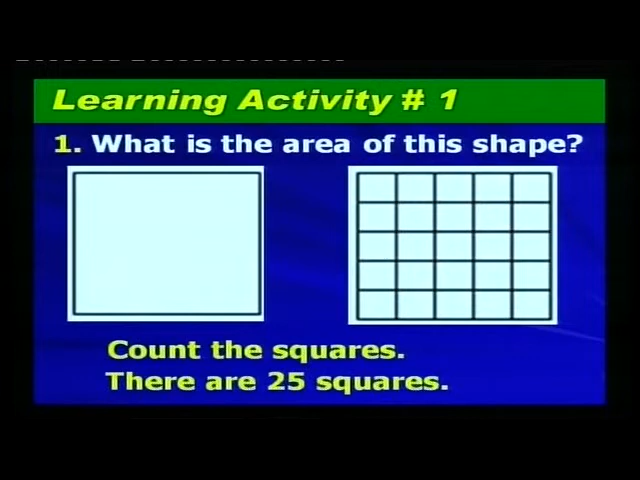 Learning Activity # 1
1. What is the area of this shape?
Count the squares.
There are 25 squares.